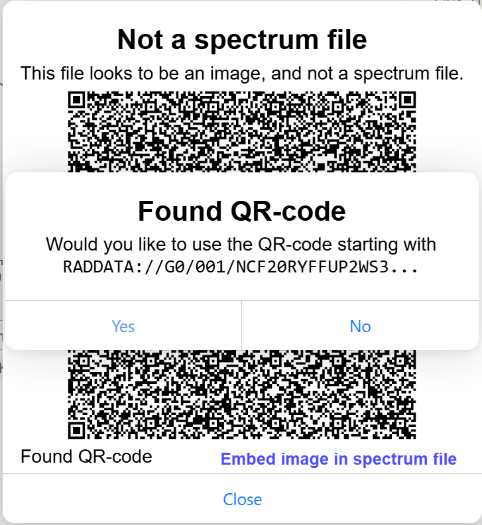 Not a spectrum file
This file looks to be an image, and not a spectrum file.
Found QR-code
Would you like to use the QR-code starting with
RADDATA://G0/001/NCF20RYFFUP2WS3...
Yes
No
Found QR-code
Embed image in spectrum file
Close